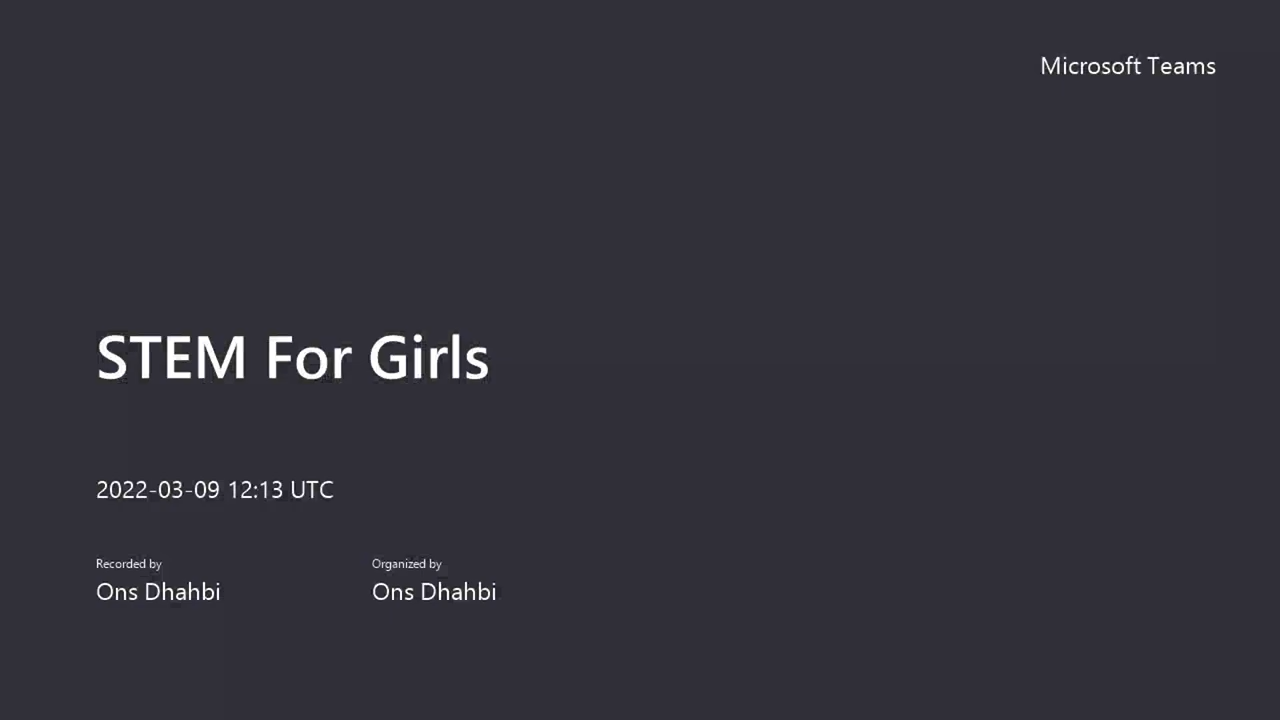 Microsoft Teams
STEM For Girls
2022-03-09 12:13 UTC
Recorded by
Ons Dhahbi
Organized by
Ons Dhahbi